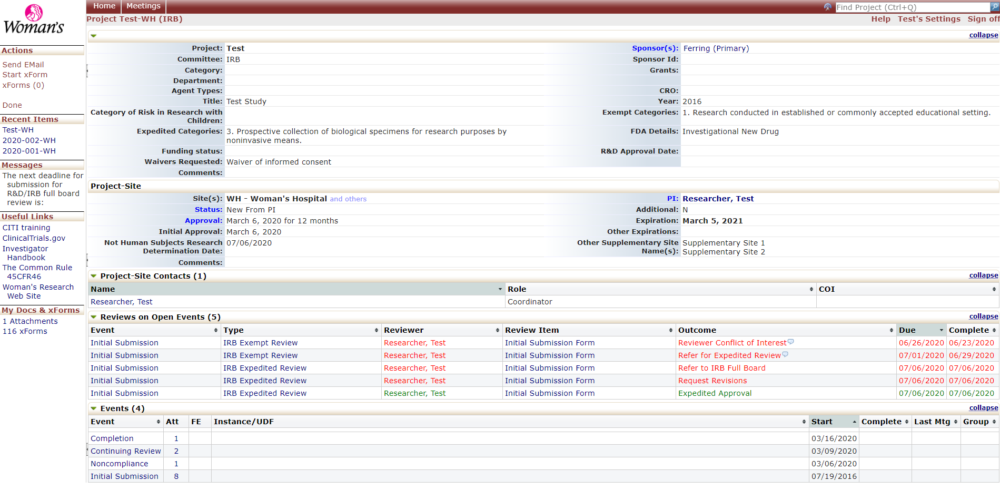 Woman's
Home Meetings Find Project (Ctrl+Q)
Project Test-WH (IRB) Help Test's Settings Sign off
Actions
Send EMail
Start xForm
xForms (0)
Done
Recent Items
Test-WH
2020-002-WH
2020-001-WH
Messages
The next deadline for
submission for
R&D/IRB full board
review is:
Useful Links
CITI training
ClinicalTrials.gov
Investigator
Handbook
The Common Rule
45CFR46
Woman's Research
Web Site
My Docs & xForms
1 Attachments
116 xForms
collapse
Project: Test Sponsor(s): Ferring (Primary)
Committee: IRB Sponsor Id:
Category: Grants:
Department:
Agent Types: CRO:
Title: Test Study Year: 2016
Category of Risk in Research with Exempt Categories: 1. Research conducted in established or commonly accepted educational setting.
Children:
Expedited Categories: 3. Prospective collection of biological specimens for research purposes by FDA Details: Investigational New Drug
noninvasive means.
Funding status: R&D Approval Date:
Waivers Requested: Waiver of informed consent
Comments:
Project-Site
Site(s): WH - Woman's Hospital and others PI: Researcher, Test
Status: New From PI Additional: N
Approval: March 6, 2020 for 12 months Expiration: March 5, 2021
Initial Approval: March 6, 2020 Other Expirations:
Not Human Subjects Research 07/06/2020 Other Supplementary Site Supplementary Site 1
Determination Date: Name(s): Supplementary Site 2
Comments:
Project-Site Contacts (1) collapse
Name Role COI
Researcher, Test Coordinator
Reviews on Open Events (5) collapse
Event Type Reviewer Review Item Outcome Due Complete
Initial Submission IRB Exempt Review Researcher, Test Initial Submission Form Reviewer Conflict of Interest 06/26/2020 06/23/2020
Initial Submission IRB Exempt Review Researcher, Test Initial Submission Form Refer for Expedited Review 07/01/2020 06/29/2020
Initial Submission IRB Expedited Review Researcher, Test Initial Submission Form Refer to IRB Full Board 07/06/2020 07/06/2020
Initial Submission IRB Expedited Review Researcher, Test Initial Submission Form Request Revisions 07/06/2020 07/06/2020
Initial Submission IRB Expedited Review Researcher, Test Initial Submission Form Expedited Approval 07/06/2020 07/06/2020
Events (4) collapse
Event Att FE Instance/UDF Start Complete Last Mtg Group
Completion 1 03/16/2020
Continuing Review 2 03/09/2020
Noncompliance 1 03/06/2020
Initial Submission 8 07/19/2016